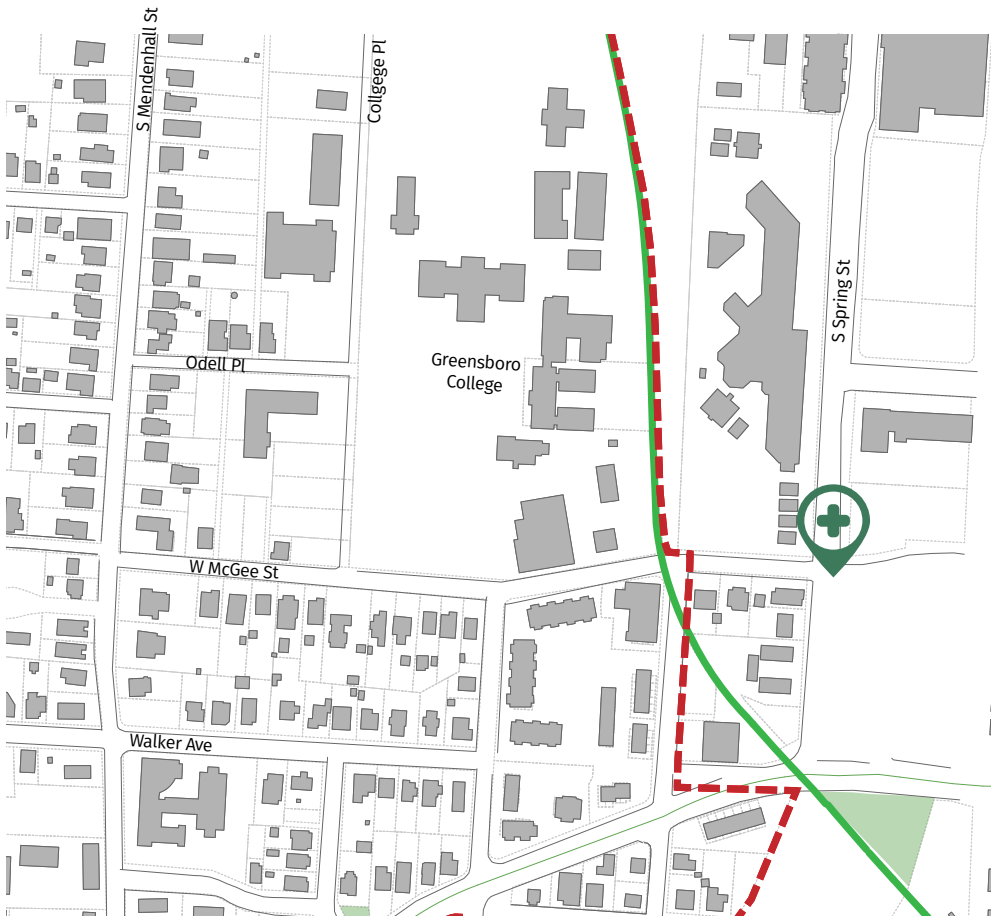 S Mendenhall St
Collgege Pl
S Spring St
Odell Pl
Greensboro
College
W McGee St
Walker Ave